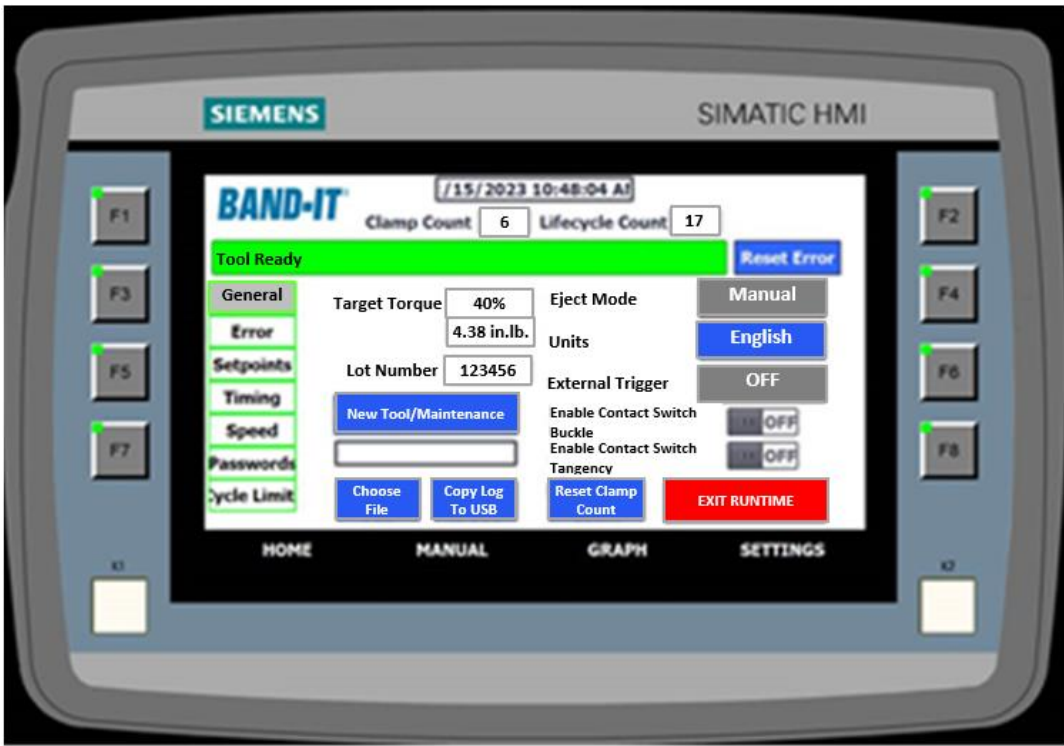 SIEMENS SIMATIC HMI
BAND-IT
/15/2023 10:48:04 AM
Clamp Count 6 Lifecycle Count 17
Tool Ready Reset Error
General
Error
Setpoints
Timing
Speed
Passwords
Cycle Limit
Target Torque 40%
4.38 in.lb.
Lot Number 123456
New Tool/Maintenance
Choose
File
Copy Log
To USB
Eject Mode Manual
Units English
External Trigger OFF
Enable Contact Switch
Buckle
OFF
Enable Contact Switch
Tangency
OFF
Reset Clamp
Count
EXIT RUNTIME
HOME MANUAL GRAPH SETTINGS
F1
F3
F5
F7
K1
F2
F4
F6
F8
K2